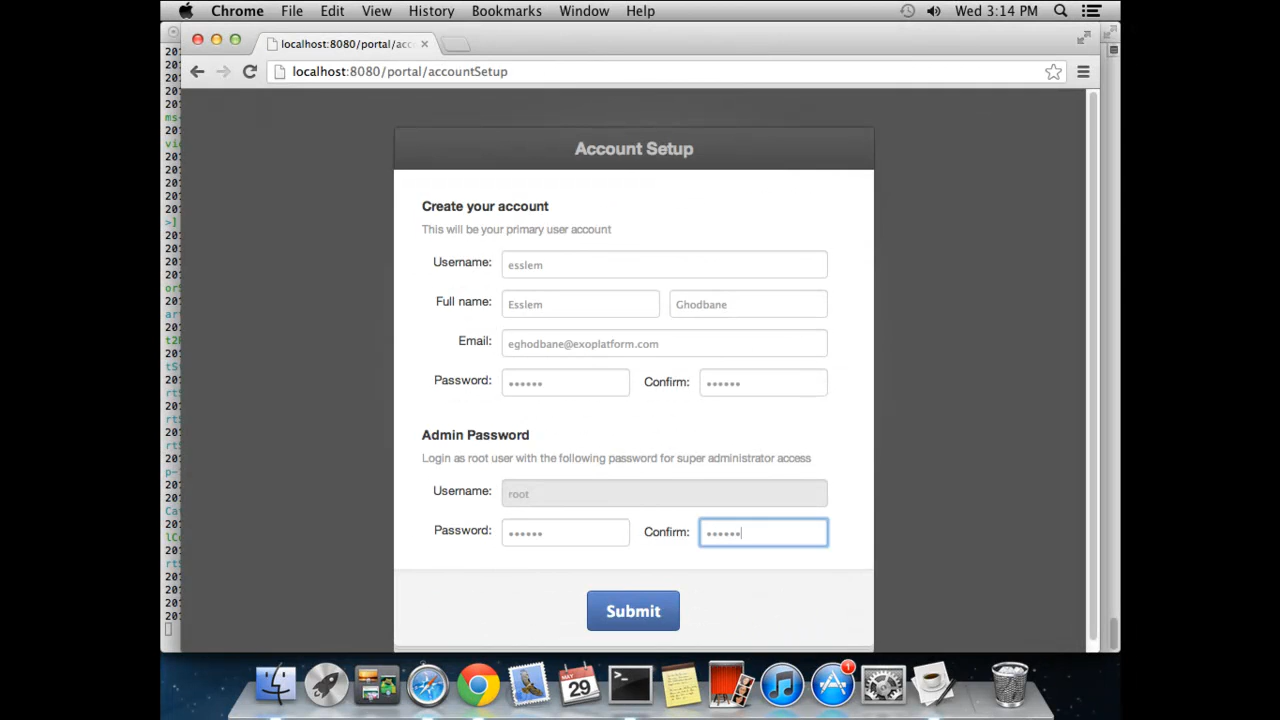 Chrome File Edit View History Bookmarks Window Help Wed 3:14 PM
localhost:8080/portal/acc
localhost:8080/portal/accountSetup
Account Setup
Create your account
This will be your primary user account
Username: esslem
Full name: Esslem Ghodbane
Email: eghodbane@exoplatform.com
Password: •••••• Confirm: ••••••
Admin Password
Login as root user with the following password for super administrator access
Username: root
Password: •••••• Confirm: ••••••
Submit
MAY
29
1